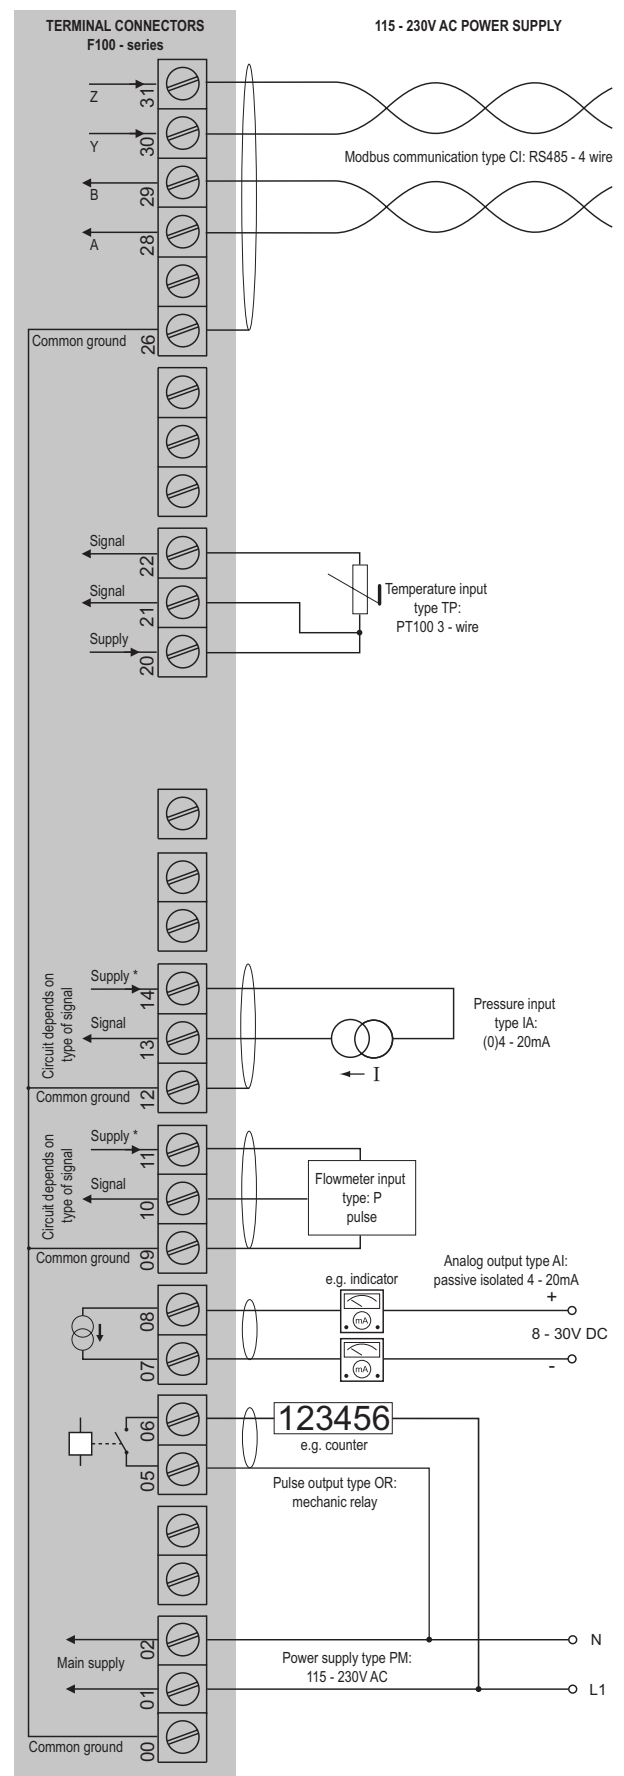 TERMINAL CONNECTORS
F100 - series
115 - 230V AC POWER SUPPLY
Z
31
Y
30
Modbus communication type CI: RS485 - 4 wire
B
29
A
28
Common ground
26
Signal
22
Signal
21
Supply
20
Temperature input
type TP:
PT100 3 - wire
Circuit depends on
type of signal
Supply *
14
Signal
13
Common ground
12
Pressure input
type IA:
(0)4 - 20mA
I
Circuit depends on
type of signal
Supply *
11
Signal
10
Common ground
09
Flowmeter input
type: P
pulse
Analog output type AI:
passive isolated 4 - 20mA
e.g. indicator
08
mA
+
8 - 30V DC
07
mA
-
06
123456
e.g. counter
05
Pulse output type OR:
mechanic relay
02
N
Main supply
Power supply type PM:
115 - 230V AC
01
L1
Common ground
00